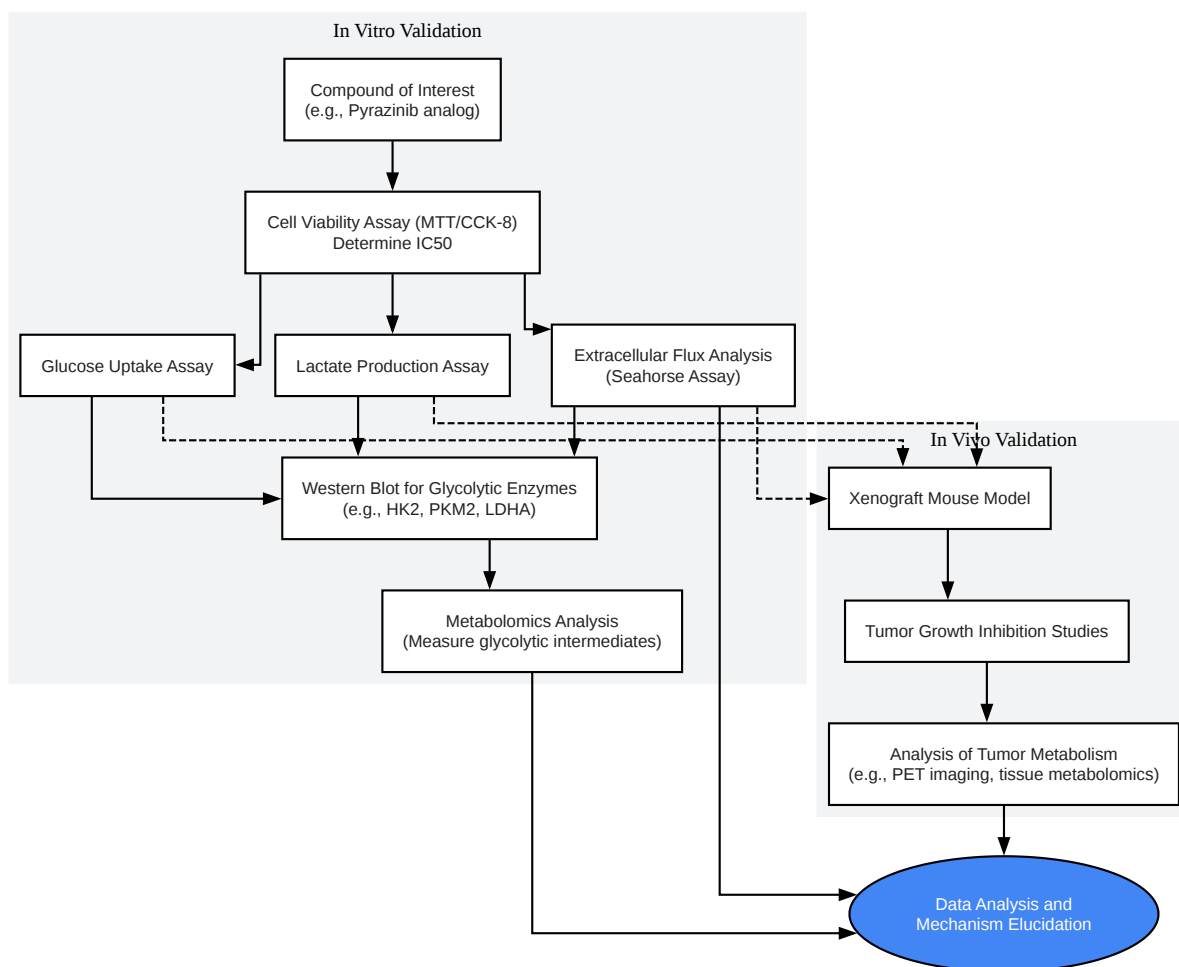 In Vitro Validation
Compound of Interest
(e.g., Pyrazinib analog)
Cell Viability Assay (MTT/CCK-8)
Determine IC50
Glucose Uptake Assay
Lactate Production Assay
Extracellular Flux Analysis
(Seahorse Assay)
In Vivo Validation
Western Blot for Glycolytic Enzymes
(e.g., HK2, PKM2, LDHA)
Xenograft Mouse Model
Metabolomics Analysis
(Measure glycolytic intermediates)
Tumor Growth Inhibition Studies
Analysis of Tumor Metabolism
(e.g., PET imaging, tissue metabolomics)
Data Analysis and
Mechanism Elucidation